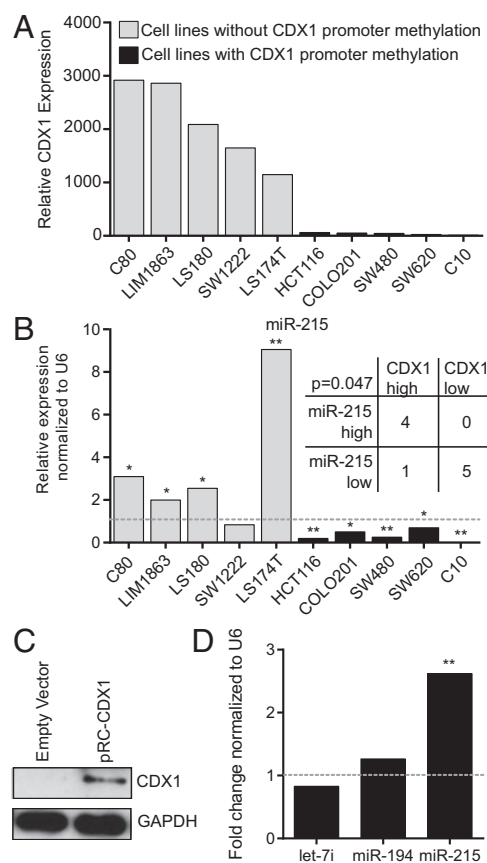 A
Relative CDX1 Expression
4000
3000
2000
1000
0
Cell lines without CDX1 promoter methylation
Cell lines with CDX1 promoter methylation
C80
LIM1863
LS180
SW1222
LS174T
HCT116
COLO201
SW480
SW620
C10
B
miR-215
Relative expression
normalized to U6
10
8
6
4
2
0
*
*
*
**
**
*
**
*
**
p=0.047
CDX1 high
CDX1 low
miR-215 high
4
0
miR-215 low
1
5
C80
LIM1863
LS180
SW1222
LS174T
HCT116
COLO201
SW480
SW620
C10
C
Empty Vector
pRC-CDX1
CDX1
GAPDH
D
Fold change normalized to U6
3
2
1
0
**
let-7i
miR-194
miR-215